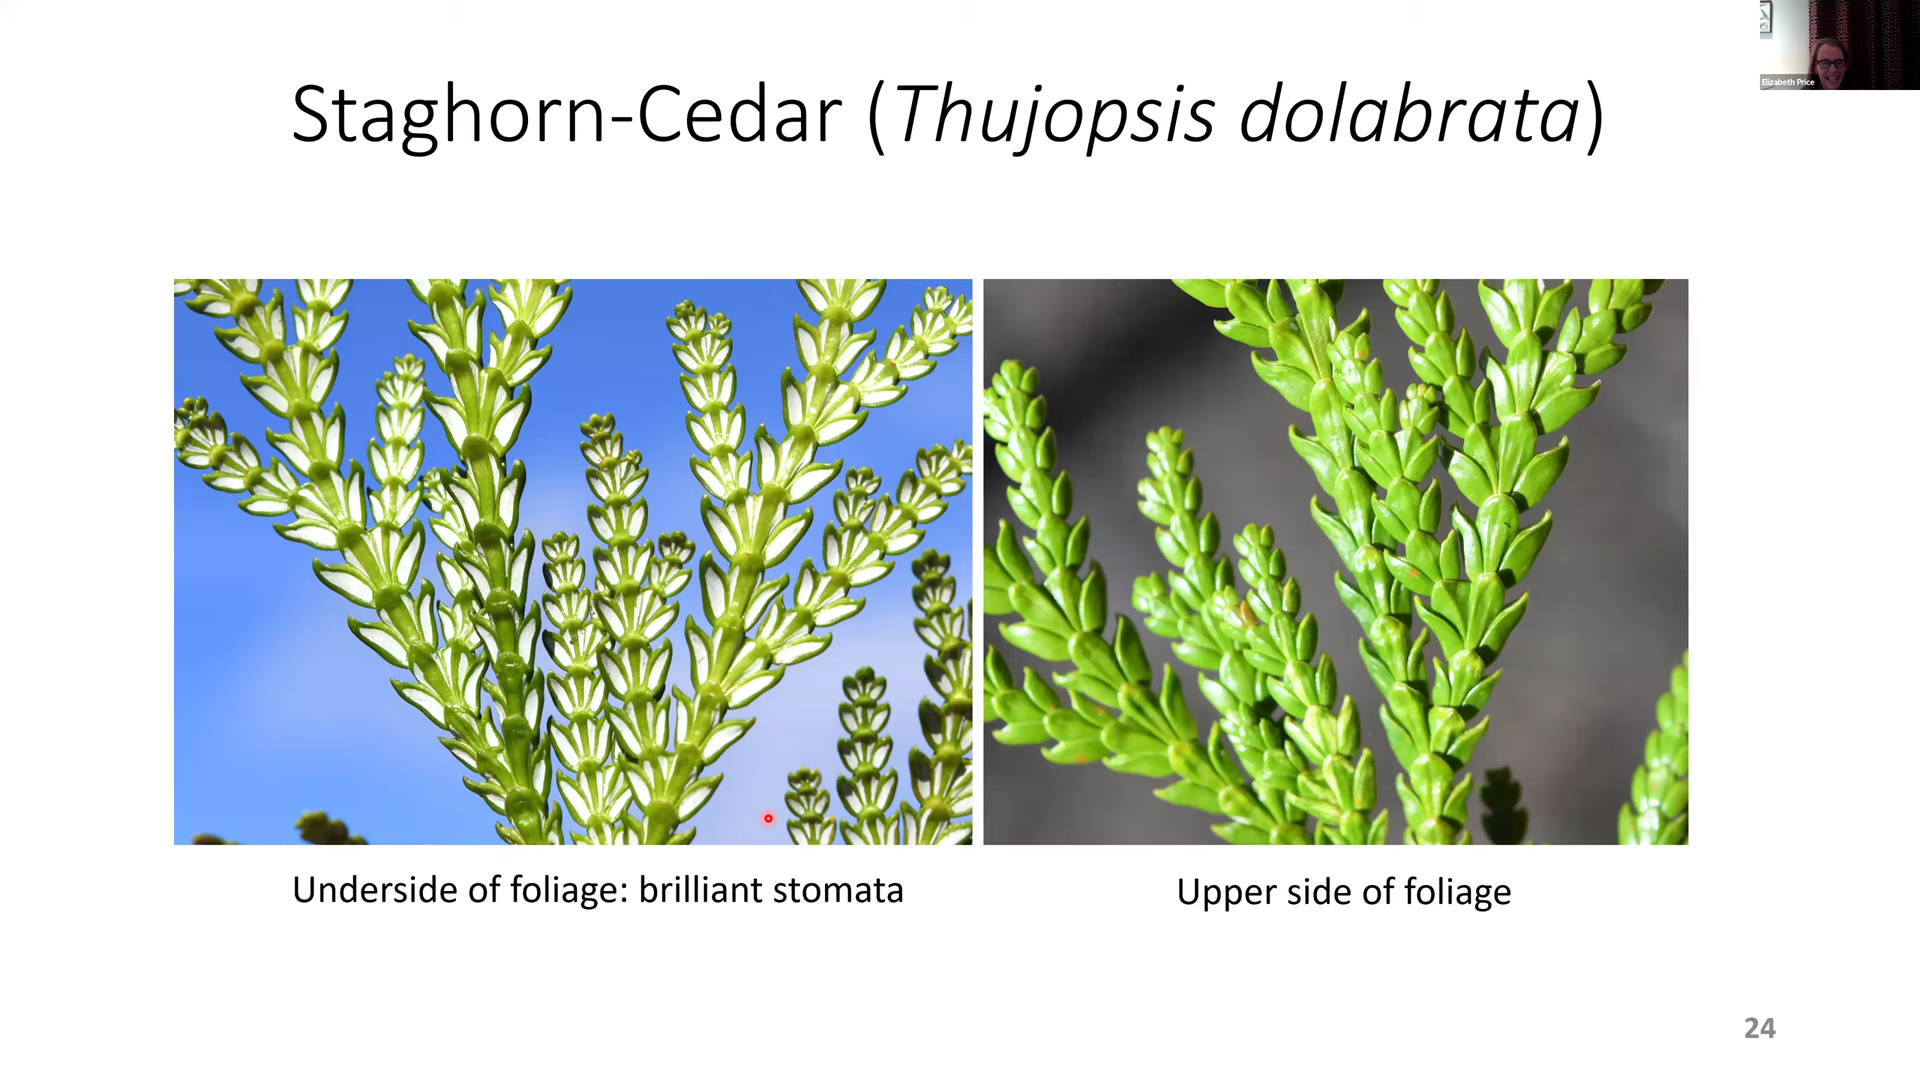 Elizabeth Price
Staghorn-Cedar (Thujopsis dolabrata)
Underside of foliage: brilliant stomata
Upper side of foliage
24